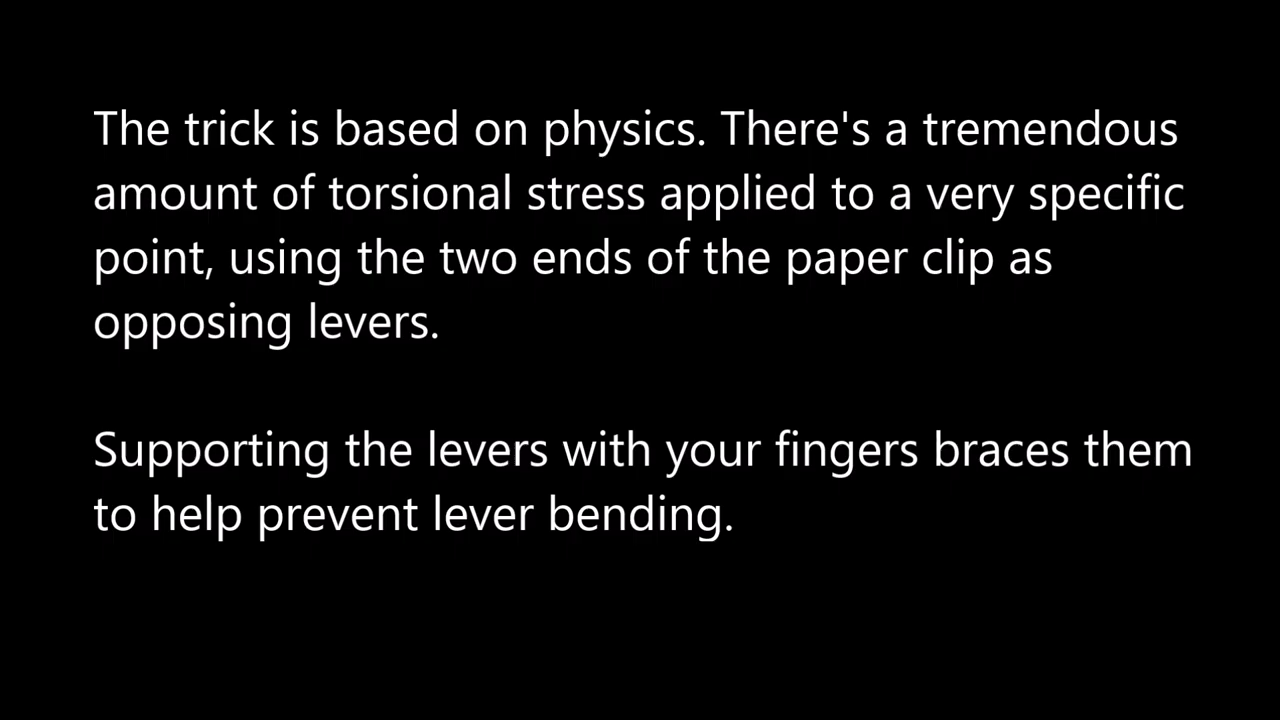 The trick is based on physics. There's a tremendous
amount of torsional stress applied to a very specific
point, using the two ends of the paper clip as
opposing levers.
Supporting the levers with your fingers braces them
to help prevent lever bending.